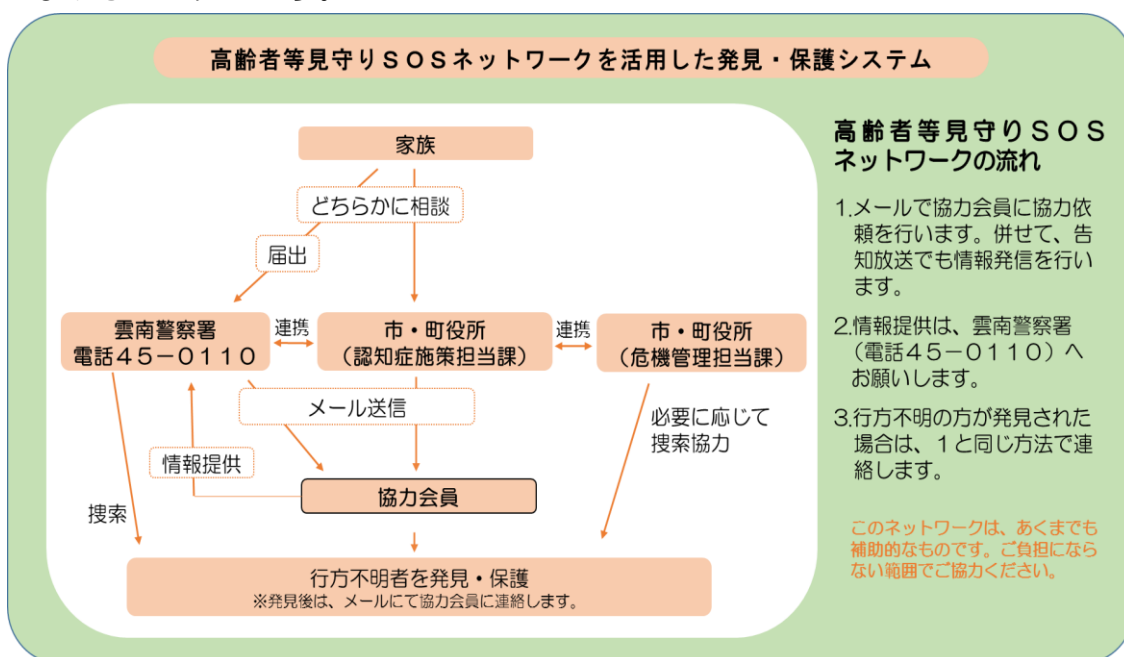 高齢者等見守りSOSネットワークを活用した発見・保護システム
家族
どちらかに相談
届出
雲南警察署
電話45-0110
連携
市・町役所
(認知症施策担当課)
連携
市・町役所
(危機管理担当課)
メール送信
必要に応じて
捜索協力
情報提供
協力会員
捜索
行方不明者を発見・保護
※発見後は、メールにて協力会員に連絡します。
高齢者等見守りSOS
ネットワークの流れ
1.メールで協力会員に協力依
頼を行います。併せて、告
知放送でも情報発信を行い
ます。
2.情報提供は、雲南警察署
(電話45-0110)へ
お願いします。
3.行方不明の方が発見された
場合は、1と同じ方法で連
絡します。
このネットワークは、あくまでも
補助的なものです。ご負担になら
ない範囲でご協力ください。